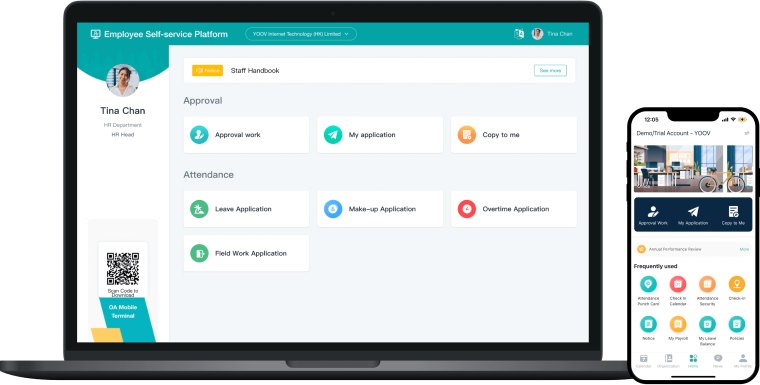 Employee Self-service Platform
YOOV Internet Technology (HK) Limited
Tina Chan
Notice
Staff Handbook
See more
Tina Chan
HR Department
HR Head
Approval
Approval work
My application
Copy to me
Attendance
Leave Application
Make-up Application
Overtime Application
Field Work Application
Scan Code to
Download
OA Mobile
Terminal
12:05
Demo/Trial Account - YOOV
Approval Work
My Application
Copy to Me
Annual Performance Review
More
Frequently used
Attendance
Punch Card
Check In
Calendar
Attendance
Security
Check-in
Notice
My Payroll
My Leave
Balance
Policies
Calendar
Organization
Home
News
My Profile